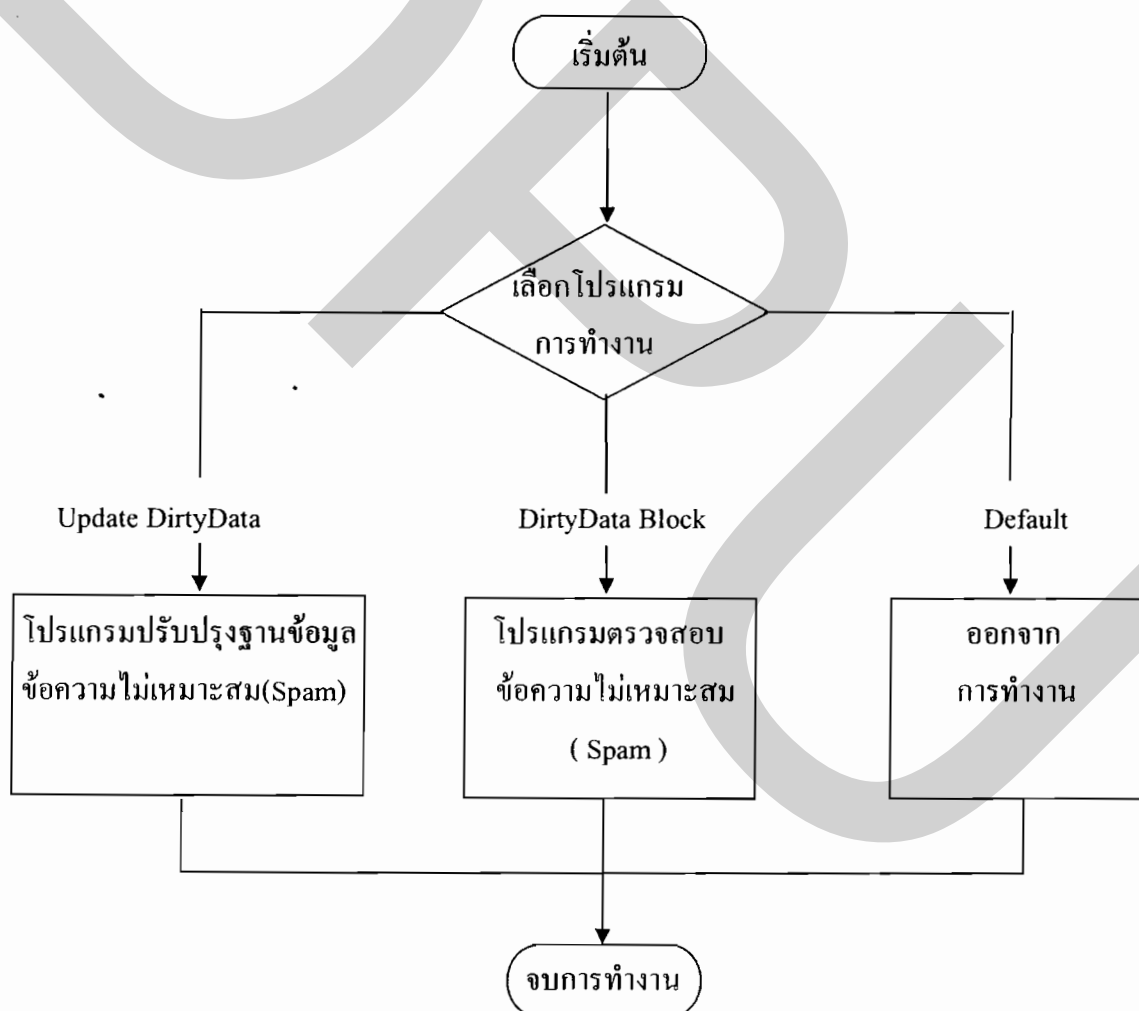 เริ่มต้น
เลือกโปรแกรม
การทำงาน
Update DirtyData
DirtyData Block
Default
โปรแกรมปรับปรุงฐานข้อมูล
ข้อความไม่เหมาะสม(Spam)
โปรแกรมตรวจสอบ
ข้อความไม่เหมาะสม
( Spam )
ออกจาก
การทำงาน
จบการทำงาน